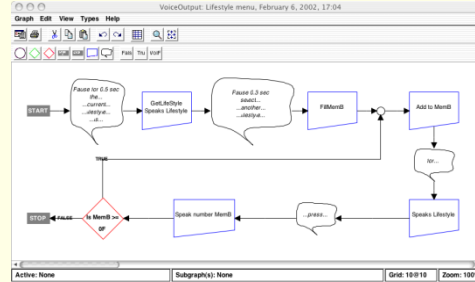 VoiceOutput: Lifestyle menu, February 6, 2002, 17:04
Graph Edit View Types Help
Fals Tru VoiF
START
Pause for 0.5 sec
the...
...current...
...lifestyle...
...is...
GetLifeStyle
Speaks Lifestyle
Pause 0.3 sec
select...
...another...
...lifestyle...
FillMemB
Add to MemB
TRUE
for...
STOP
FALSE
Is MemB >=
0F
Speak number MemB
...press...
Speaks Lifestyle
Active: None
Subgraph(s): None
Grid: 10@10
Zoom: 100%